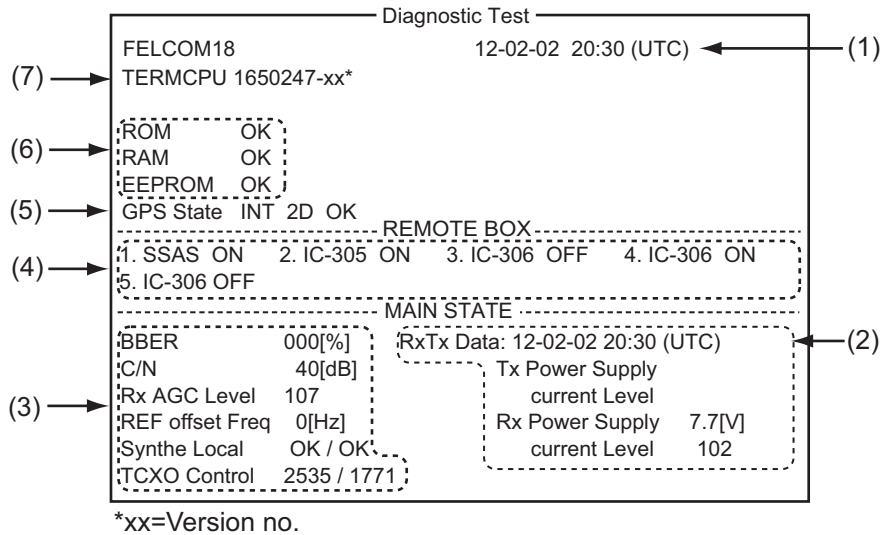 Diagnostic Test
FELCOM18 12-02-02 20:30 (UTC) (1)
(7) TERMCPU 1650247-xx*
ROM OK
(6) RAM OK
EEPROM OK
(5) GPS State INT 2D OK
REMOTE BOX
(4) 1. SSAS ON 2. IC-305 ON 3. IC-306 OFF 4. IC-306 ON
5. IC-306 OFF
MAIN STATE
BBER 000[%] RxTx Data: 12-02-02 20:30 (UTC) (2)
C/N 40[dB] Tx Power Supply
(3) Rx AGC Level 107 current Level
REF offset Freq 0[Hz] Rx Power Supply 7.7[V]
Synthe Local OK / OK current Level 102
TCXO Control 2535 / 1771
*xx=Version no.